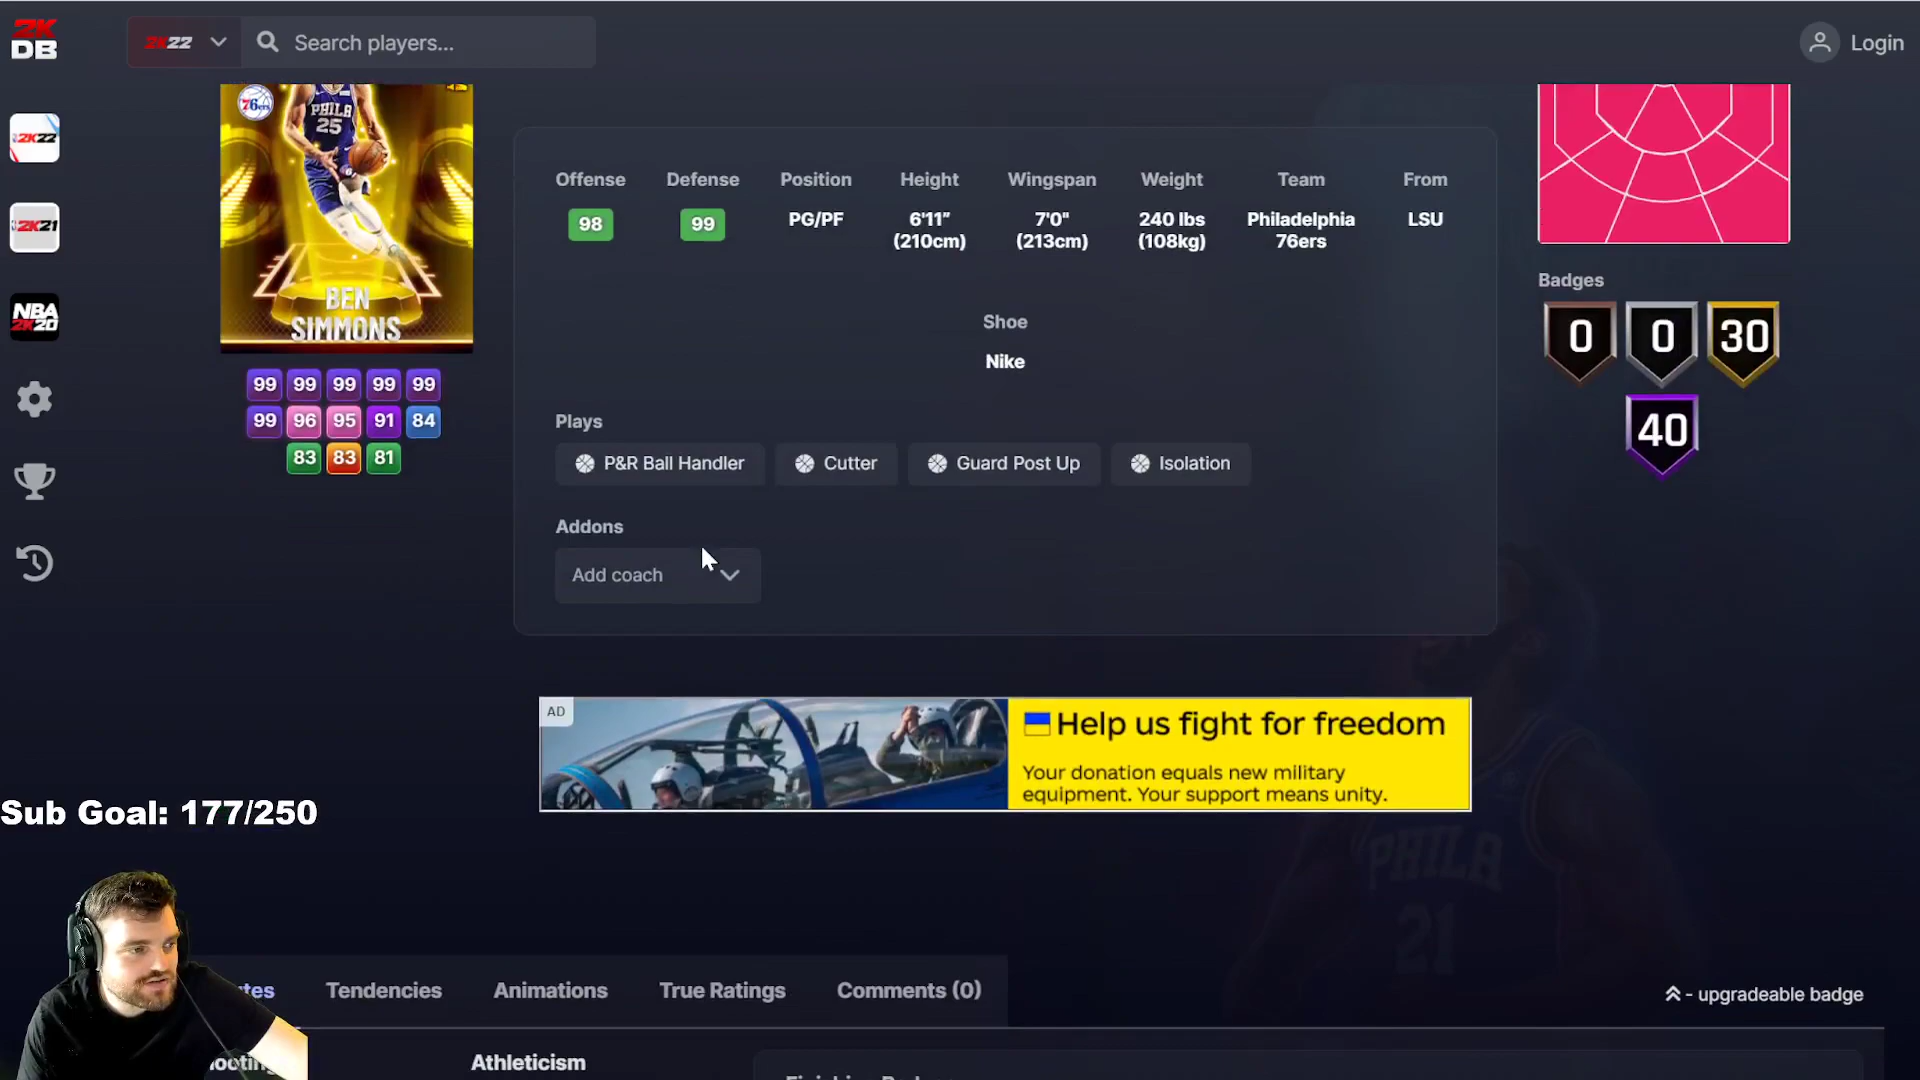 2K
DB
2K22
Search players...
Login
2K22
2K21
NBA
2K20
76ers
PHILA
25
BEN
SIMMONS
99 99 99 99 99
99 96 95 91 84
83 83 81
Offense Defense Position Height Wingspan Weight Team From
98 99 PG/PF 6'11" 7'0" 240 lbs Philadelphia LSU
(210cm) (213cm) (108kg) 76ers
Shoe
Nike
Plays
P&R Ball Handler Cutter Guard Post Up Isolation
Addons
Add coach
Badges
0 0 30
40
AD
Help us fight for freedom
Your donation equals new military
equipment. Your support means unity.
Sub Goal: 177/250
PHILA
21
Tendencies Animations True Ratings Comments (0)
- upgradeable badge
Athleticism